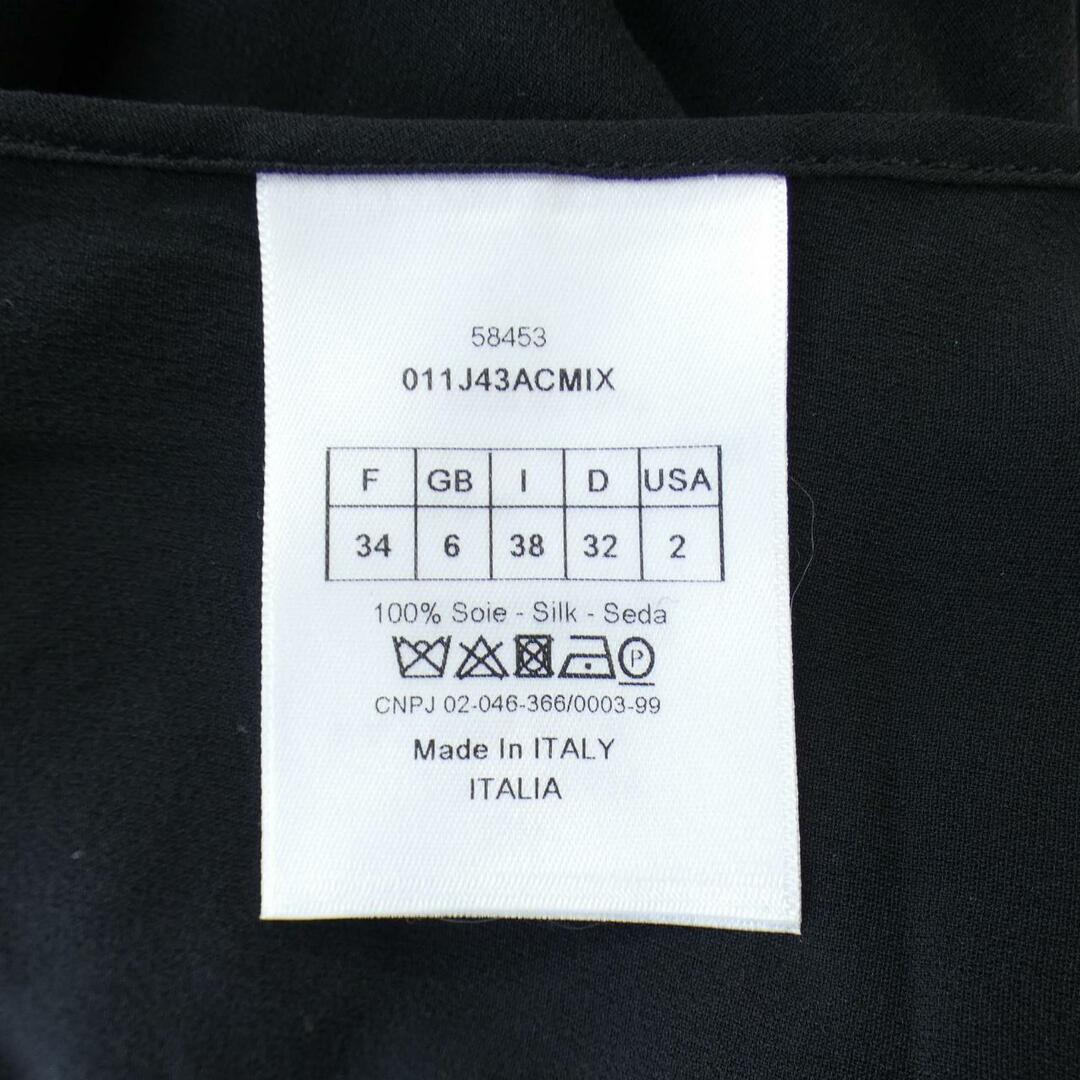 58453
011J43ACMIX
F GB I D USA
34 6 38 32 2
100% Soie - Silk - Seda
P
CNPJ 02-046-366/0003-99
Made In ITALY
ITALIA